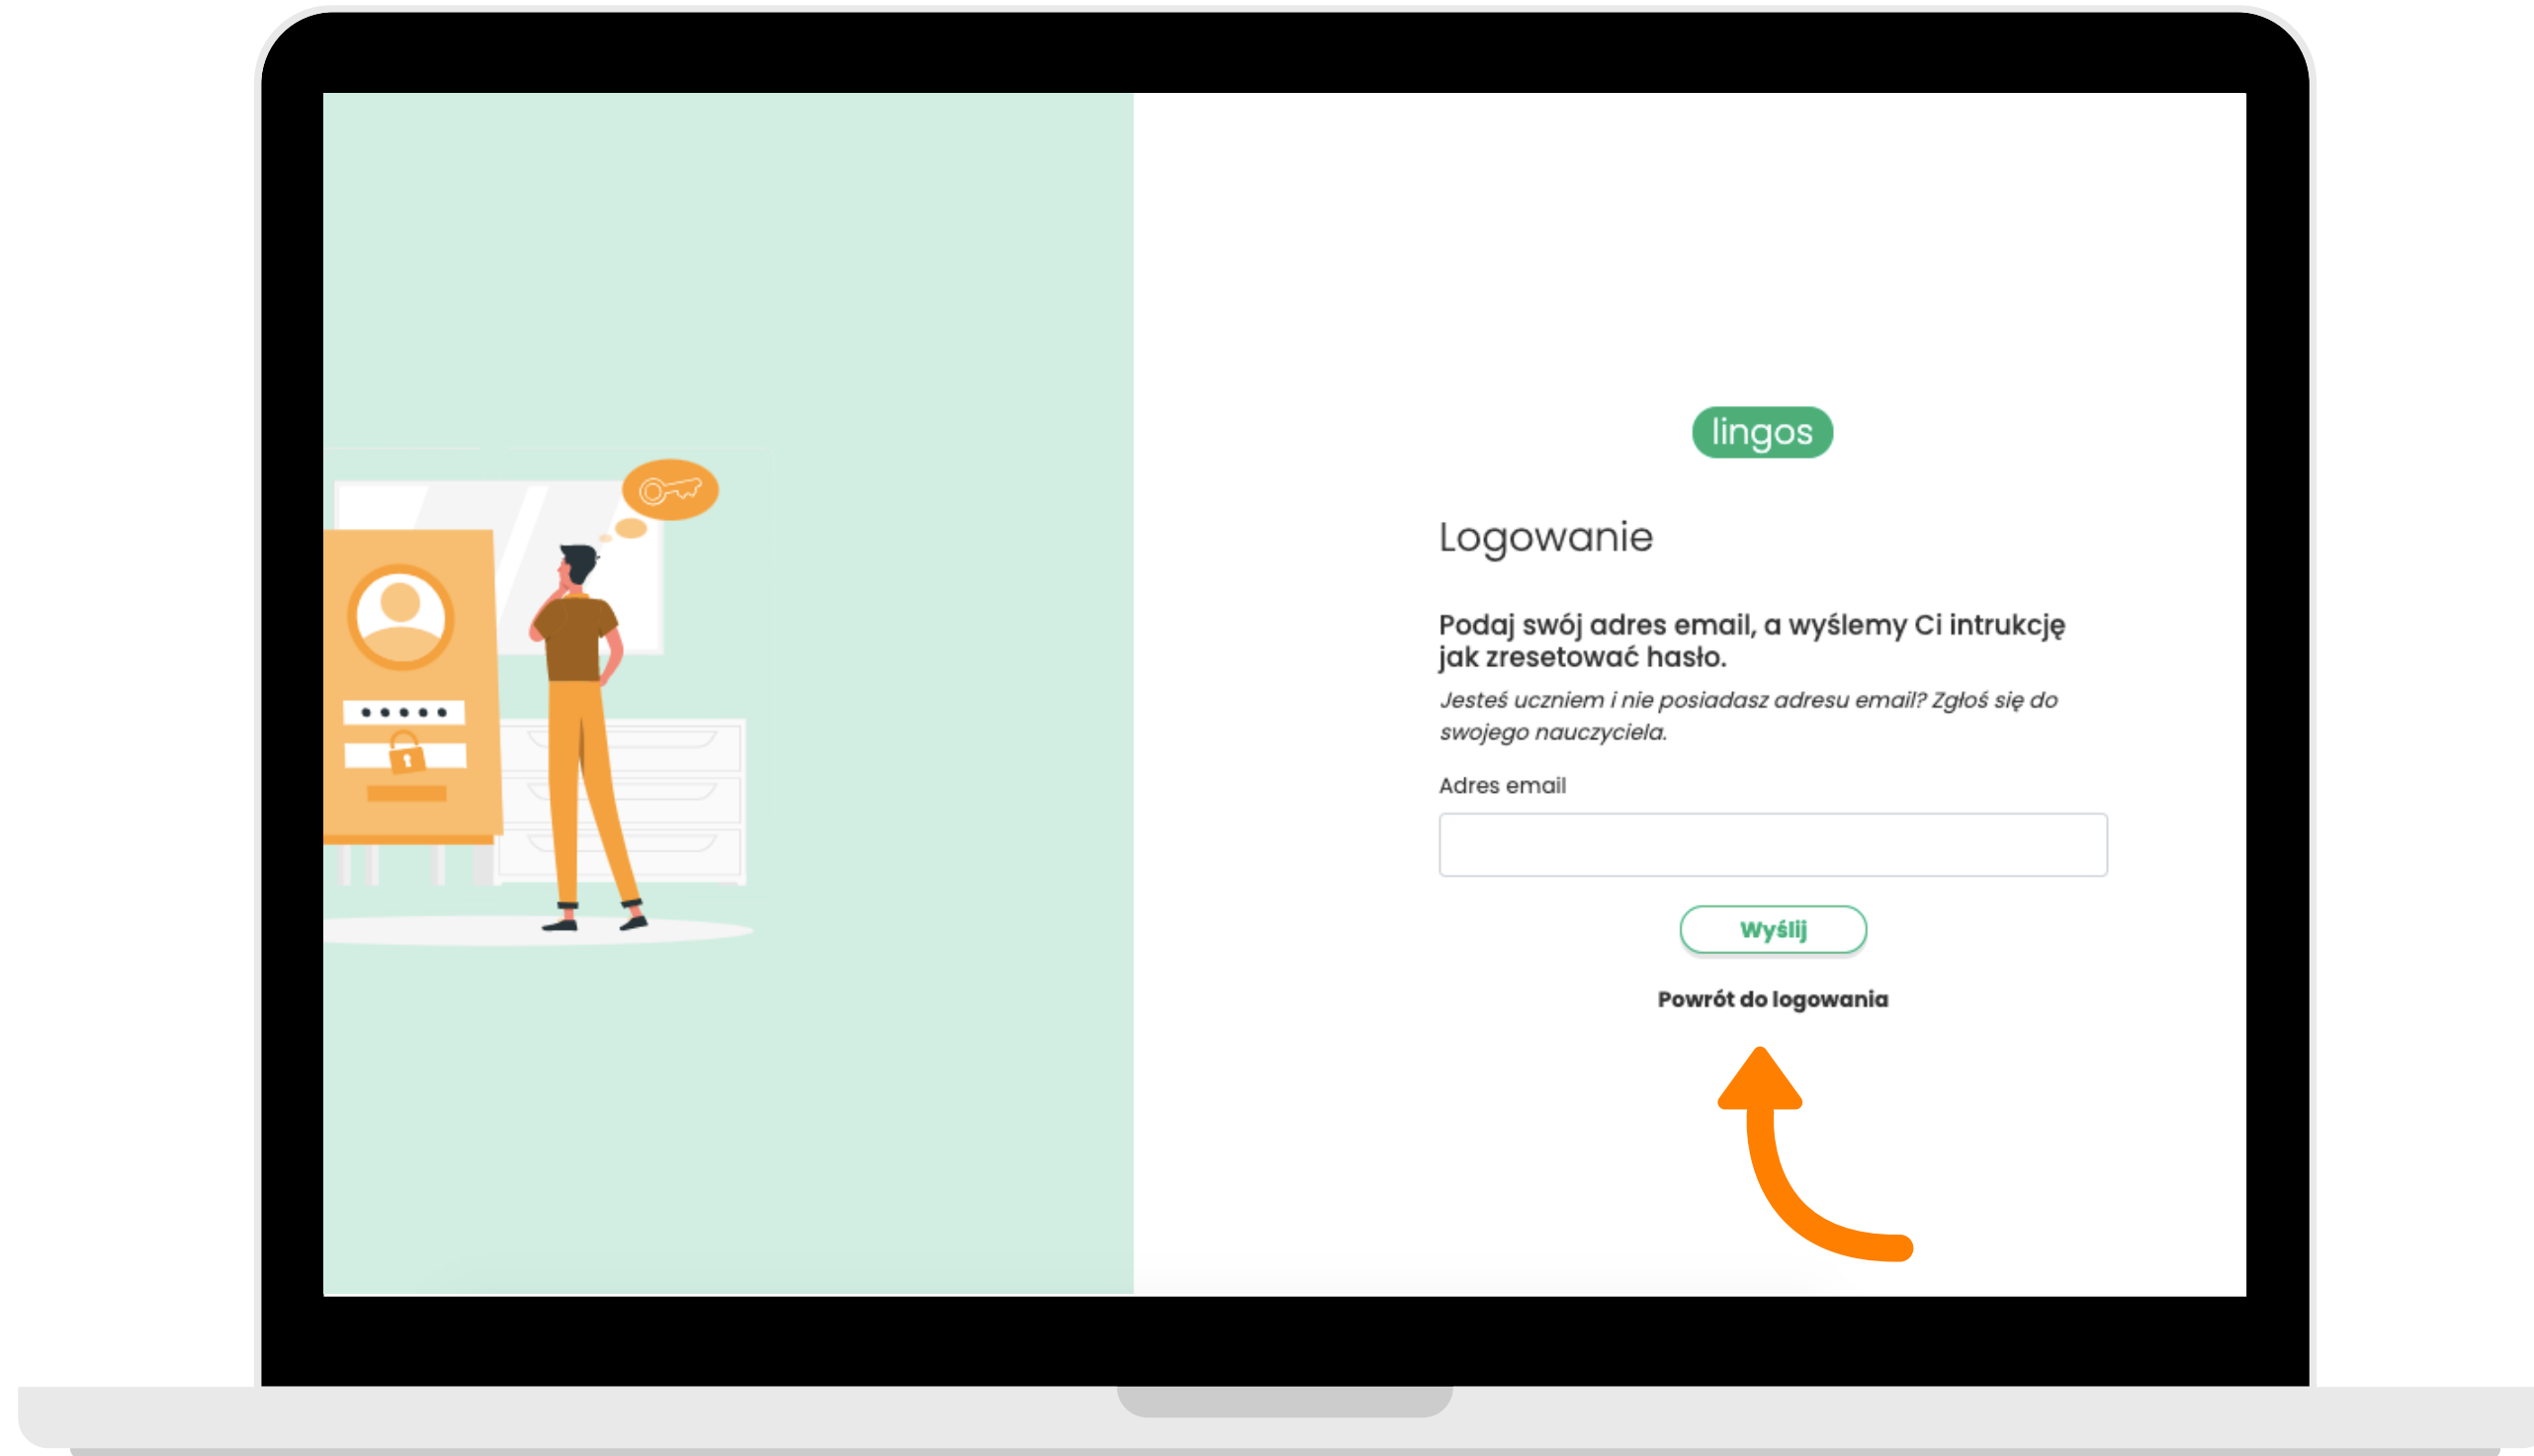 lingos
Logowanie
Podaj swój adres email, a wyślemy Ci intrukcję
jak zresetować hasło.
Jesteś uczniem i nie posiadasz adresu email? Zgłoś się do
swojego nauczyciela.
Adres email
Wyślij
Powrót do logowania